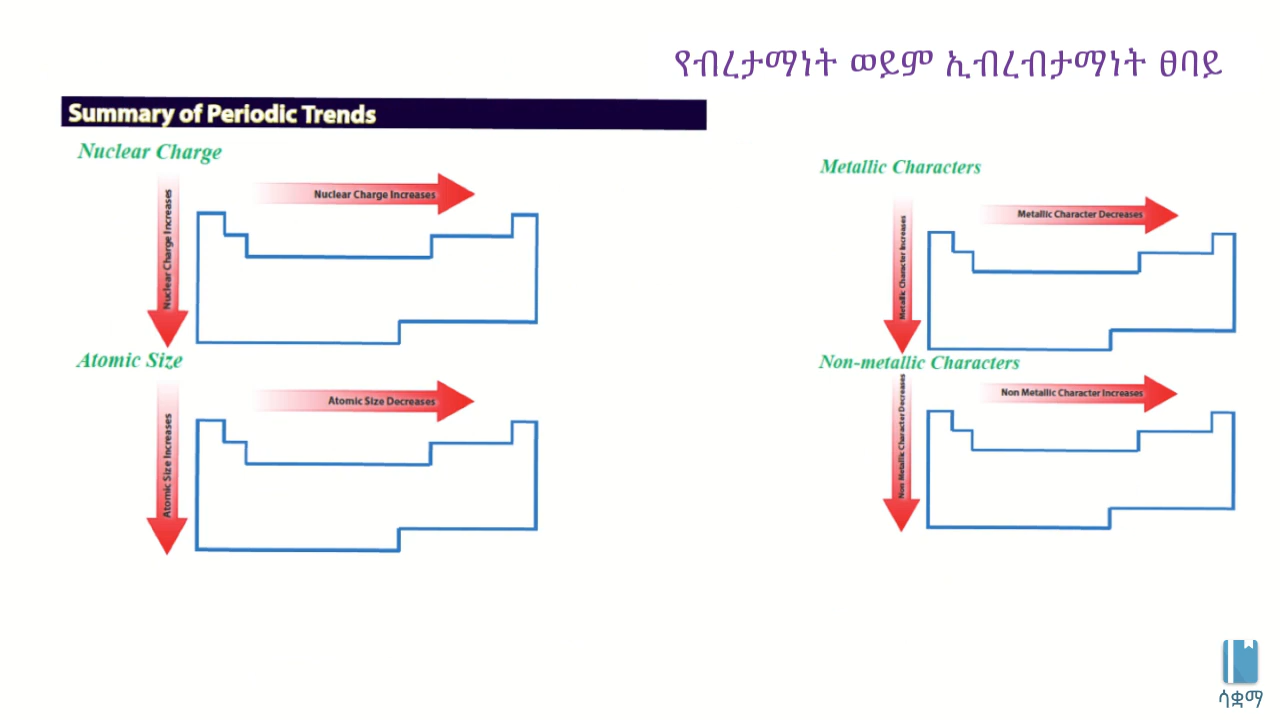 የብረታማነት ወይም ኢብረብታማነት ፀባይ
Summary of Periodic Trends
Nuclear Charge
Nuclear Charge Increases
Nuclear Charge Increases
Atomic Size
Atomic Size Decreases
Atomic Size Increases
Metallic Characters
Metallic Character Decreases
Metallic Character Increases
Non-metallic Characters
Non Metallic Character Increases
Non Metallic Character Decreases
ሳቋማ